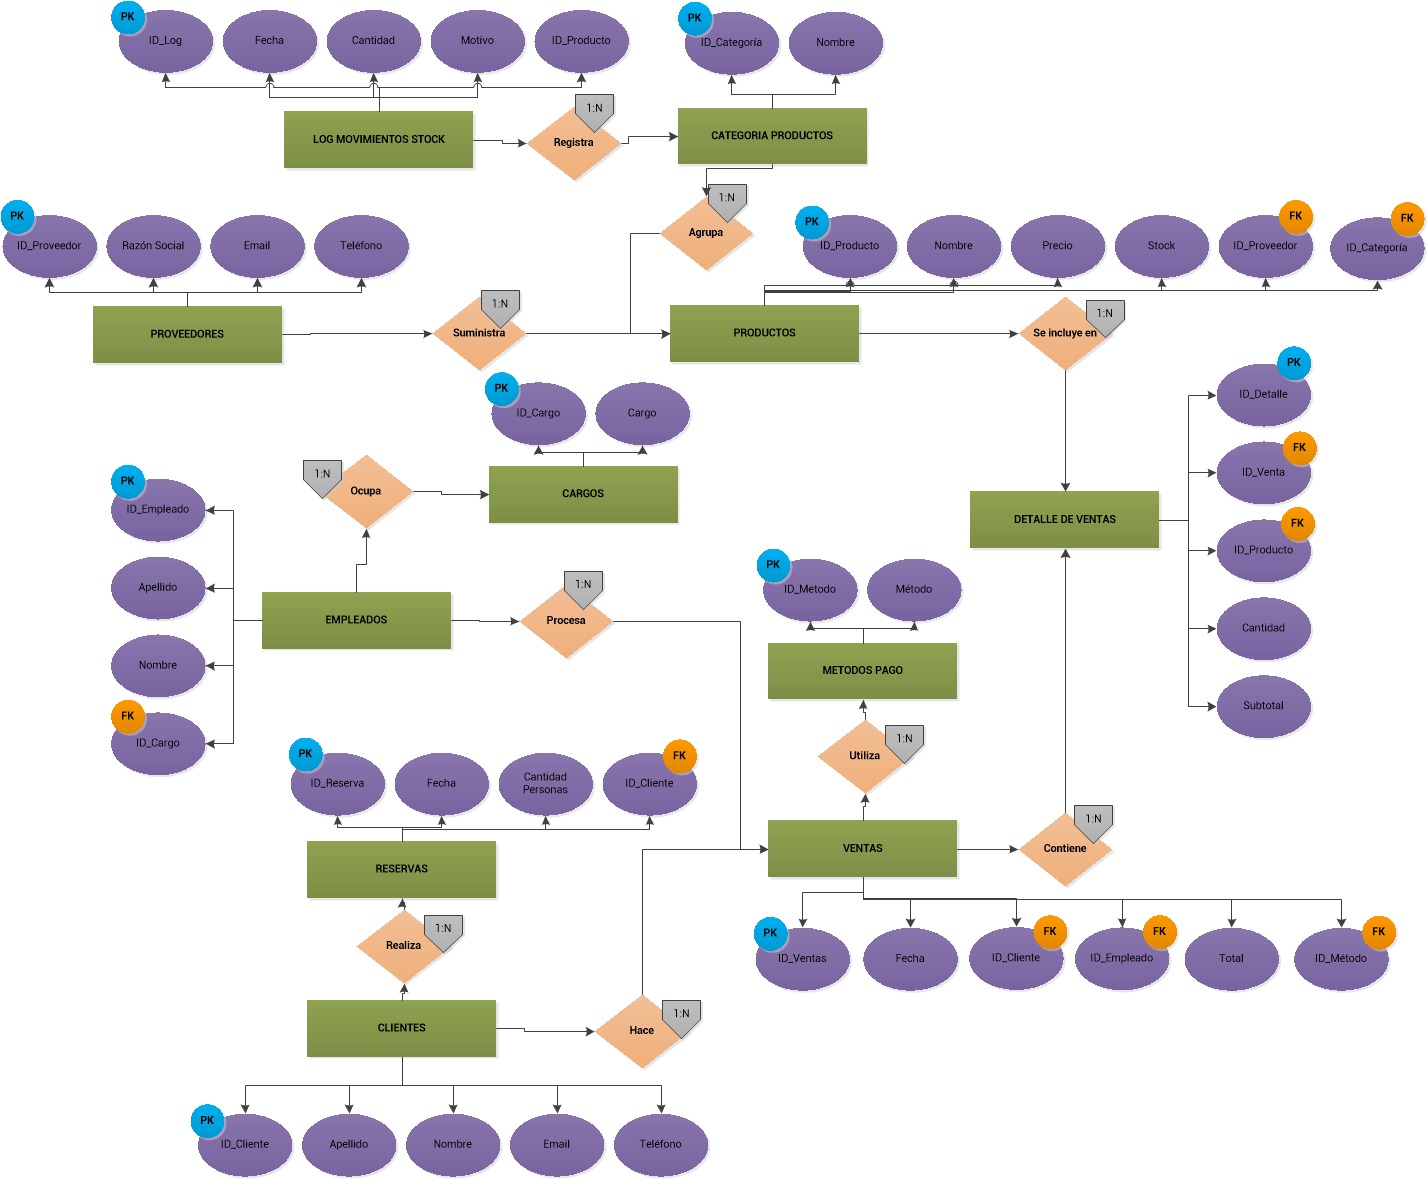 PK
ID_Log
Fecha
Cantidad
Motivo
ID_Producto
PK
ID_Categoría
Nombre
LOG MOVIMIENTOS STOCK
Registra
1:N
CATEGORIA PRODUCTOS
Agrupa
1:N
PK
ID_Proveedor
Razón Social
Email
Teléfono
PK
ID_Producto
Nombre
Precio
Stock
FK
ID_Proveedor
FK
ID_Categoría
PROVEEDORES
Suministra
1:N
PRODUCTOS
Se incluye en
1:N
PK
ID_Cargo
Cargo
PK
ID_Detalle
FK
ID_Venta
FK
ID_Producto
Cantidad
Subtotal
1:N
Ocupa
CARGOS
DETALLE DE VENTAS
PK
ID_Empleado
Apellido
Nombre
FK
ID_Cargo
EMPLEADOS
Procesa
1:N
PK
ID_Metodo
Método
METODOS PAGO
Utiliza
1:N
PK
ID_Reserva
Fecha
Cantidad
Personas
FK
ID_Cliente
RESERVAS
VENTAS
Contiene
1:N
Realiza
1:N
PK
ID_Ventas
Fecha
FK
ID_Cliente
FK
ID_Empleado
Total
FK
ID_Método
CLIENTES
Hace
1:N
PK
ID_Cliente
Apellido
Nombre
Email
Teléfono